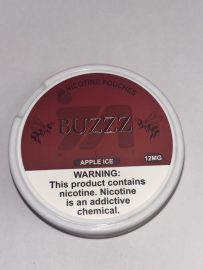 NICOTINE POUCHES
BUZZZ
APPLE ICE
12MG
WARNING:
This product contains
nicotine. Nicotine
is an addictive
chemical.